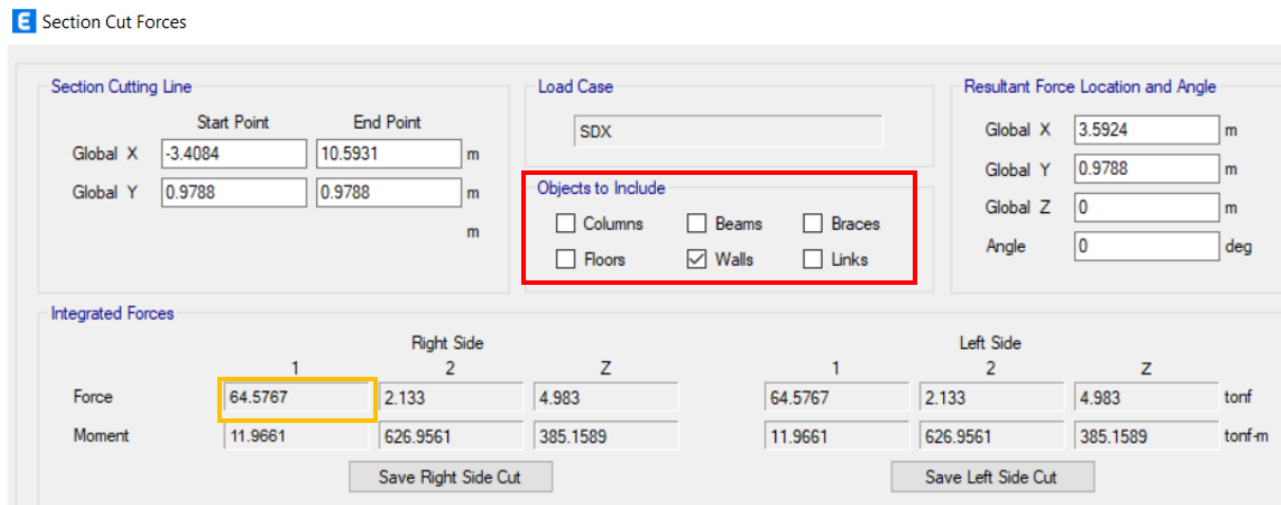 E Section Cut Forces
Section Cutting Line
Start Point End Point
Global X -3.4084 10.5931 m
Global Y 0.9788 0.9788 m
m
Load Case
SDX
Objects to Include
Columns Beams Braces
Floors Walls Links
Resultant Force Location and Angle
Global X 3.5924 m
Global Y 0.9788 m
Global Z 0 m
Angle 0 deg
Integrated Forces
Right Side Left Side
1 2 Z 1 2 Z
Force 64.5767 2.133 4.983 64.5767 2.133 4.983 tonf
Moment 11.9661 626.9561 385.1589 11.9661 626.9561 385.1589 tonf-m
Save Right Side Cut Save Left Side Cut